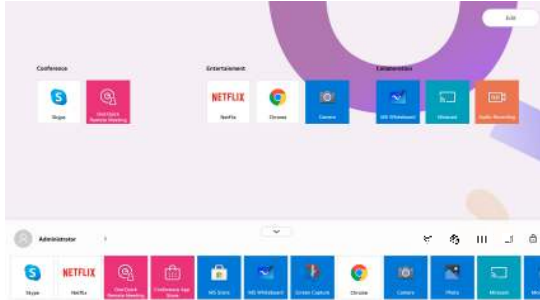 Edit
Conference
Entertainment
Collaboration
Skype
OneQuick
Remote Meeting
NETFLIX
Netflix
Chrome
Camera
MS Whiteboard
Miracast
Audio Recording
Administrator
Skype
NETFLIX
Netflix
OneQuick
Remote Meeting
Conference App
Store
MS Store
MS Whiteboard
Screen Capture
Chrome
Camera
Photo
Miracast